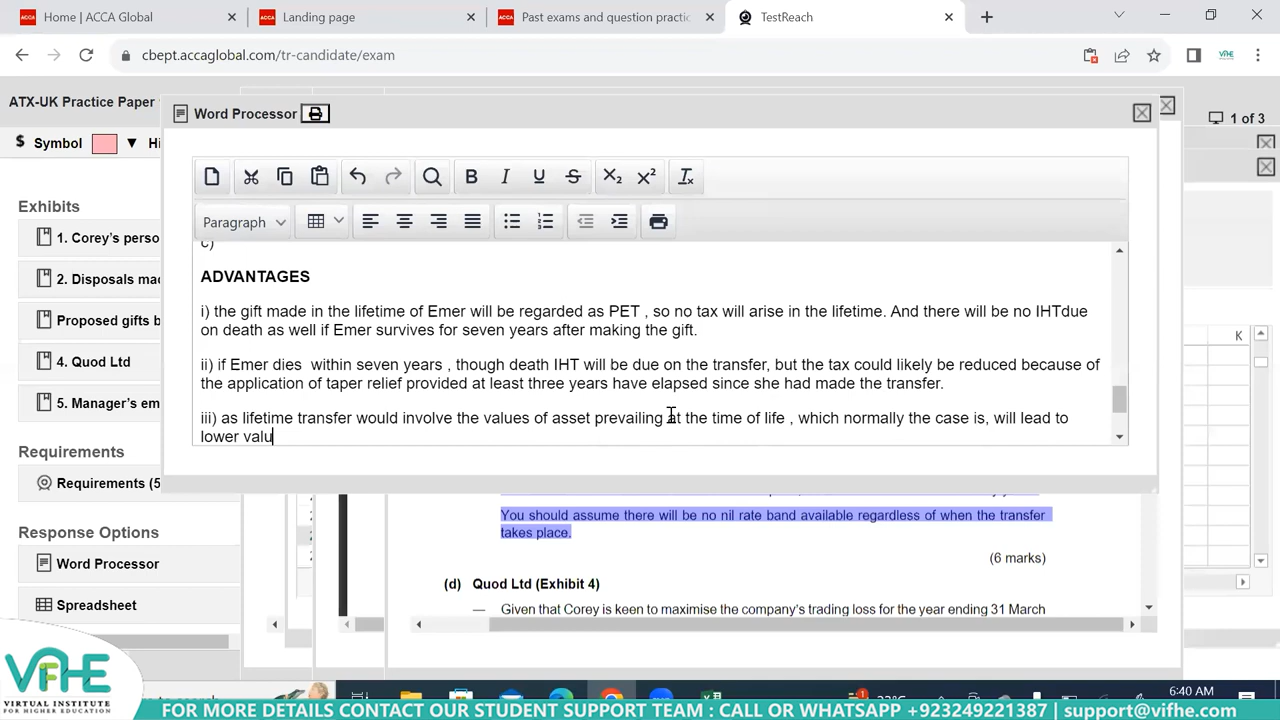 Home | ACCA Global
Landing page
Past exams and question practic
TestReach
cbept.accaglobal.com/tr-candidate/exam
ATX-UK Practice Paper
Word Processor
1 of 3
$ Symbol
Hi
Paragraph
Exhibits
1. Corey's perso
2. Disposals mad
Proposed gifts b
4. Quod Ltd
5. Manager's em
Requirements
Requirements (5
Response Options
Word Processor
Spreadsheet
c)
ADVANTAGES
i) the gift made in the lifetime of Emer will be regarded as PET , so no tax will arise in the lifetime. And there will be no IHTdue
on death as well if Emer survives for seven years after making the gift.
ii) if Emer dies within seven years , though death IHT will be due on the transfer, but the tax could likely be reduced because of
the application of taper relief provided at least three years have elapsed since she had made the transfer.
iii) as lifetime transfer would involve the values of asset prevailing at the time of life , which normally the case is, will lead to
lower valu
K
You should assume there will be no nil rate band available regardless of when the transfer
takes place.
(6 marks)
(d) Quod Ltd (Exhibit 4)
— Given that Corey is keen to maximise the company's trading loss for the year ending 31 March
6:40 AM
VIFHE
VIRTUAL INSTITUTE
FOR HIGHER EDUCATION
FOR MORE DETAILS CONTACT OUR STUDENT SUPPORT TEAM : CALL OR WHATSAPP +923249221387 | support@vifhe.com